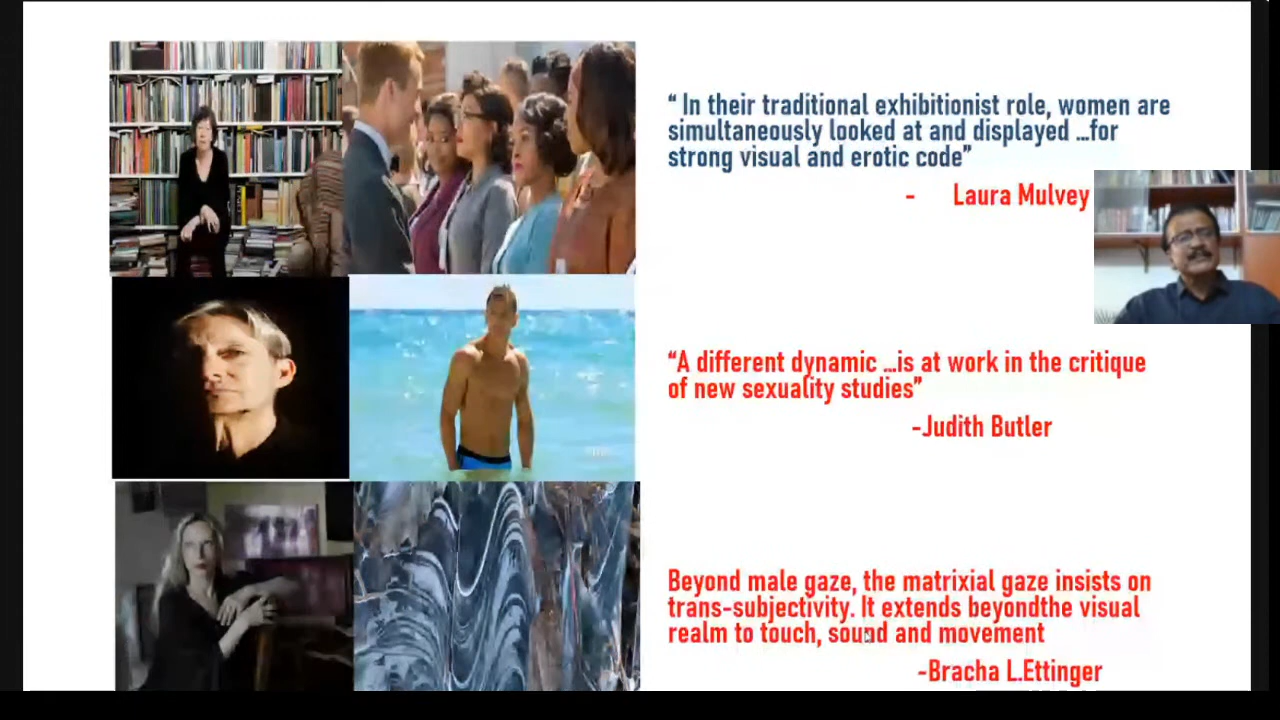 “ In their traditional exhibitionist role, women are
simultaneously looked at and displayed ...for
strong visual and erotic code”
- Laura Mulvey
“A different dynamic ...is at work in the critique
of new sexuality studies”
-Judith Butler
Beyond male gaze, the matrixial gaze insists on
trans-subjectivity. It extends beyondthe visual
realm to touch, sound and movement
-Bracha L.Ettinger